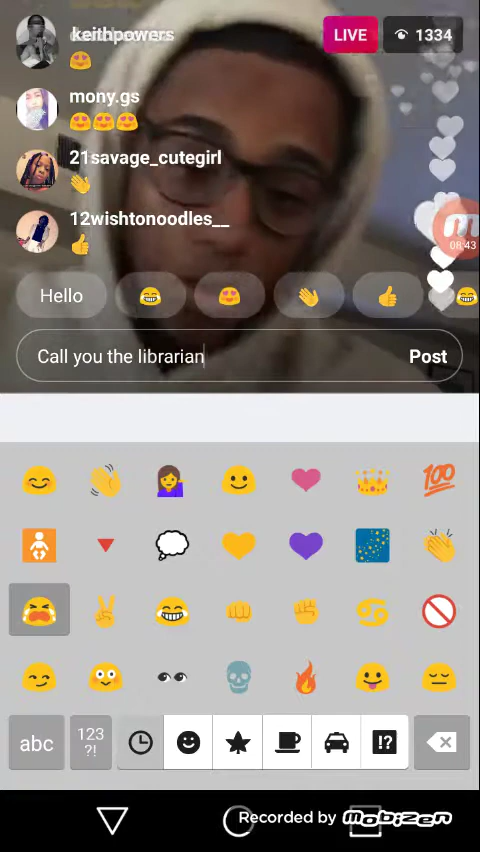 keithpowers
LIVE
1334
mony.gs
21savage_cutegirl
12wishtonoodles__
08:43
Hello
Call you the librarian
Post
100
abc
123
?!
!?
Recorded by Mobizen